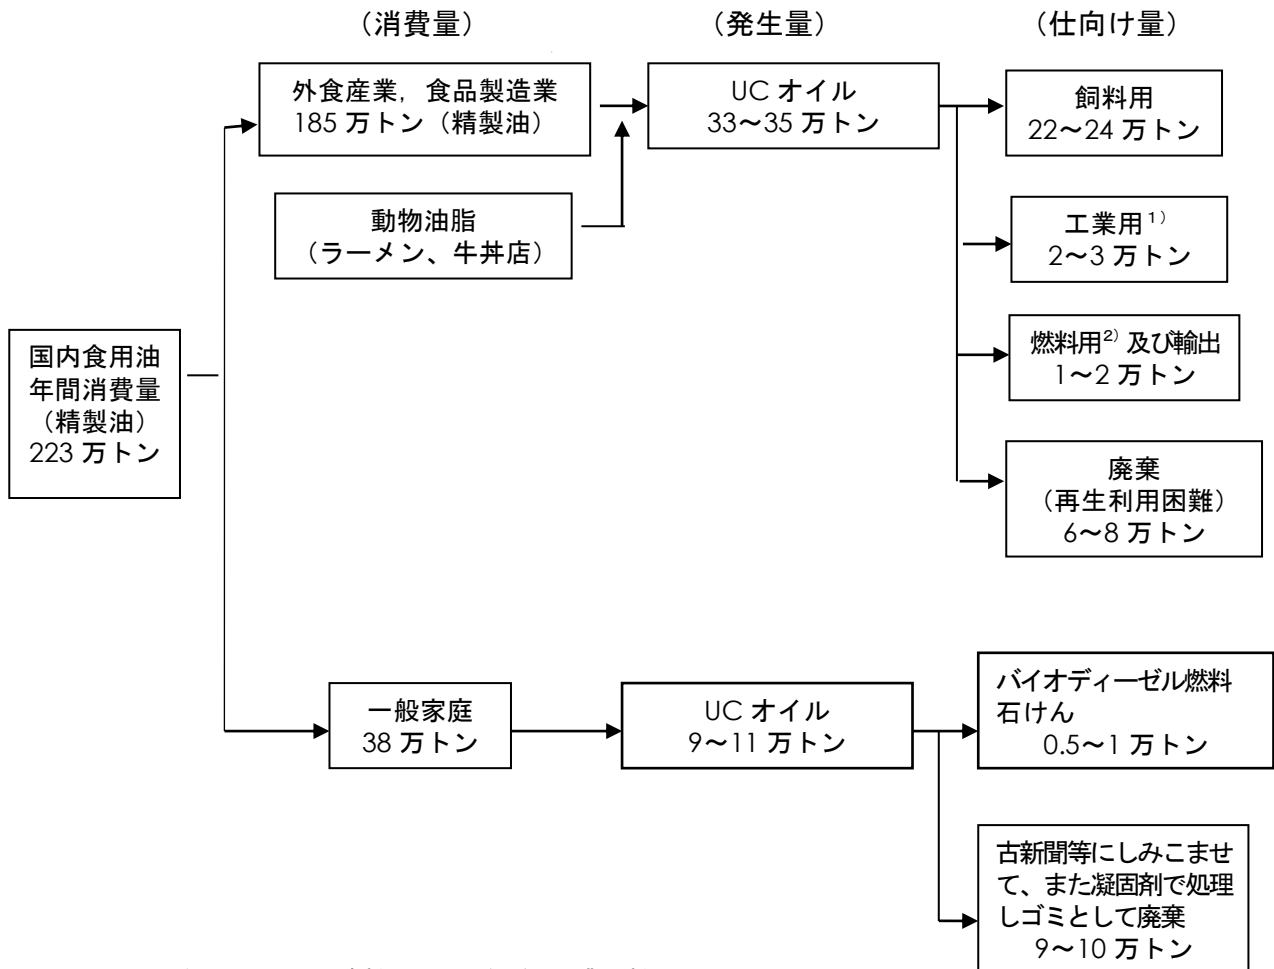 （消費量）
（発生量）
（仕向け量）
外食産業，食品製造業
185 万トン（精製油）
UC オイル
33～35 万トン
飼料用
22～24 万トン
動物油脂
（ラーメン、牛丼店）
工業用¹⁾
2～3 万トン
燃料用²⁾ 及び輸出
1～2 万トン
国内食用油
年間消費量
（精製油）
223 万トン
廃棄
（再生利用困難）
6～8 万トン
一般家庭
38 万トン
UC オイル
9～11 万トン
バイオディーゼル燃料
石けん
0.5～1 万トン
古新聞等にしみこませ
て、また凝固剤で処理
しゴミとして廃棄
9～10 万トン